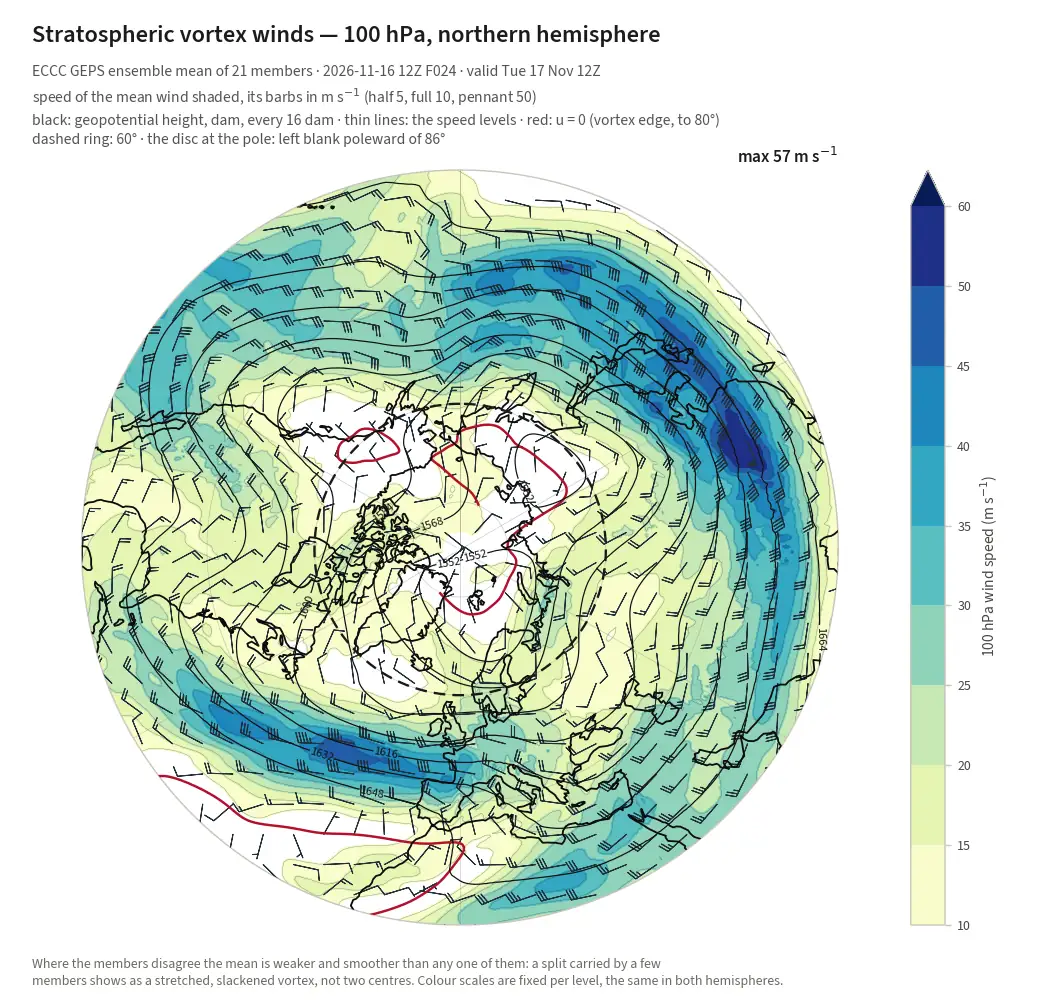 Stratospheric vortex winds — 100 hPa, northern hemisphere
ECCC GEPS ensemble mean of 21 members · 2026-11-16 12Z F024 · valid Tue 17 Nov 12Z
speed of the mean wind shaded, its barbs in m s⁻¹ (half 5, full 10, pennant 50)
black: geopotential height, dam, every 16 dam · thin lines: the speed levels · red: u = 0 (vortex edge, to 80°)
dashed ring: 60° · the disc at the pole: left blank poleward of 86°
max 57 m s⁻¹
60
50
45
40
35
30
25
20
15
10
100 hPa wind speed (m s⁻¹)
1568
1552
1552
1600
1664
1632
1616
1648
Where the members disagree the mean is weaker and smoother than any one of them: a split carried by a few
members shows as a stretched, slackened vortex, not two centres. Colour scales are fixed per level, the same in both hemispheres.